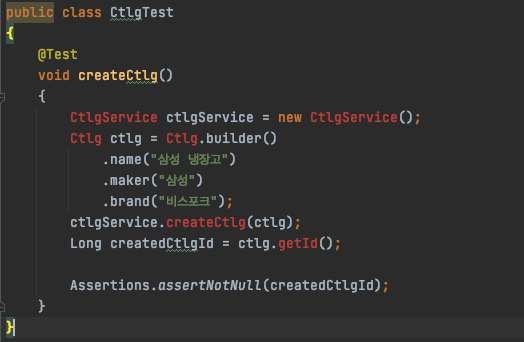 public class CtlgTest
{
    @Test
    void createCtlg()
    {
        CtlgService ctlgService = new CtlgService();
        Ctlg ctlg = Ctlg.builder()
            .name("삼성 냉장고")
            .maker("삼성")
            .brand("비스포크");
        ctlgService.createCtlg(ctlg);
        Long createdCtlgId = ctlg.getId();

        Assertions.assertNotNull(createdCtlgId);
    }
}